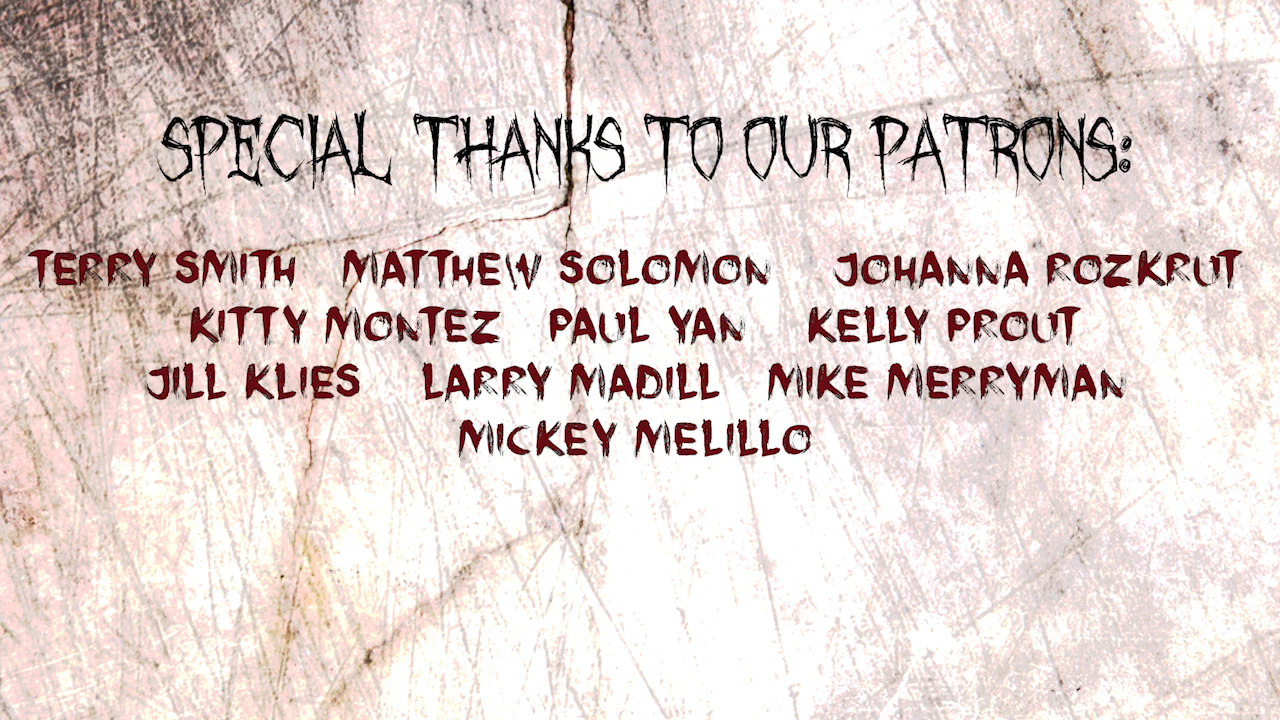 SPECIAL THANKS TO OUR PATRONS:
TERRY SMITH MATTHEW SOLOMON JOHANNA ROZKRUT
KITTY MONTEZ PAUL YAN KELLY PROUT
JILL KLIES LARRY MADILL MIKE MERRYMAN
MICKEY MELILLO